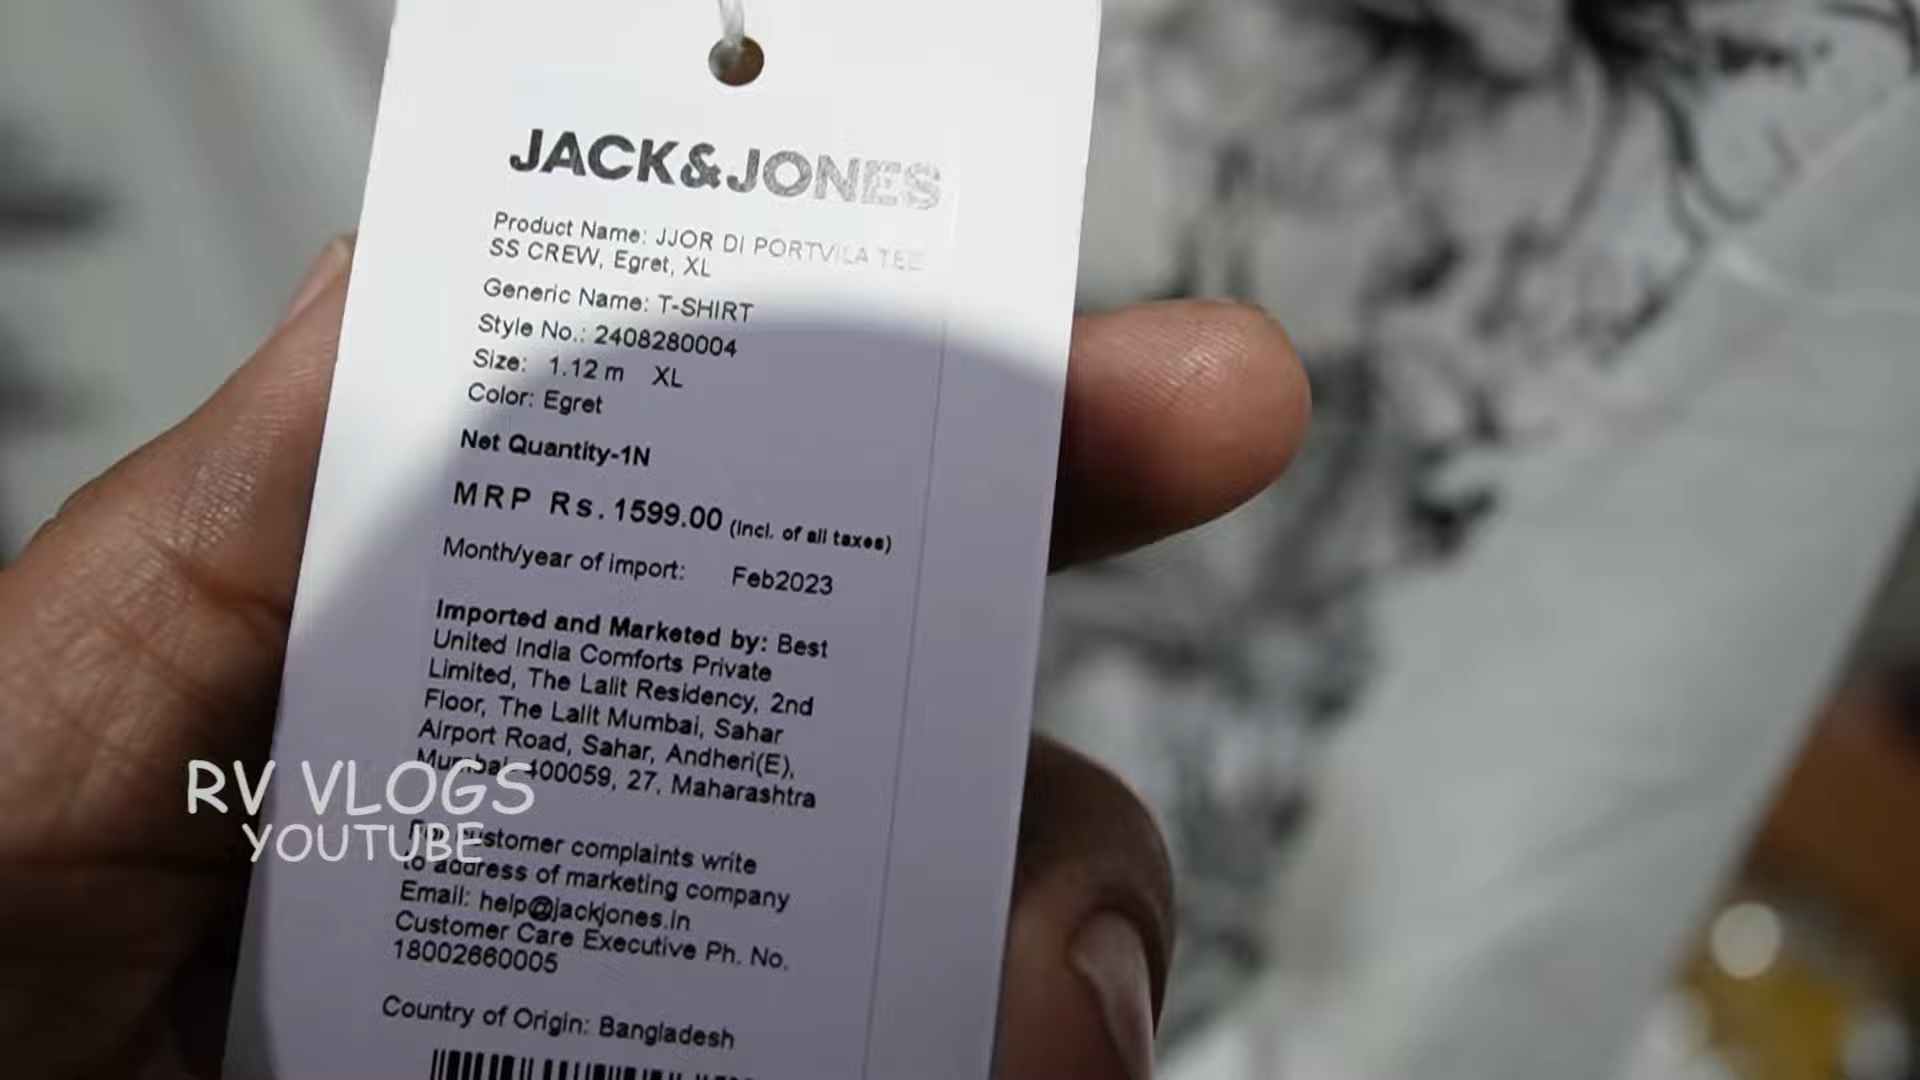 JACK&JONES
Product Name: JJOR DI PORTVILA TEE
SS CREW, Egret, XL
Generic Name: T-SHIRT
Style No.: 2408280004
Size: 1.12 m XL
Color: Egret
Net Quantity-1N
MRP Rs. 1599.00 (Incl. of all taxes)
Month/year of import: Feb2023
Imported and Marketed by: Best
United India Comforts Private
Limited, The Lalit Residency, 2nd
Floor, The Lalit Mumbai, Sahar
Airport Road, Sahar, Andheri(E),
Mumbai 400059, 27, Maharashtra
For customer complaints write
to address of marketing company
Email: help@jackjones.in
Customer Care Executive Ph. No.
18002660005
Country of Origin: Bangladesh
RV VLOGS
YOUTUBE